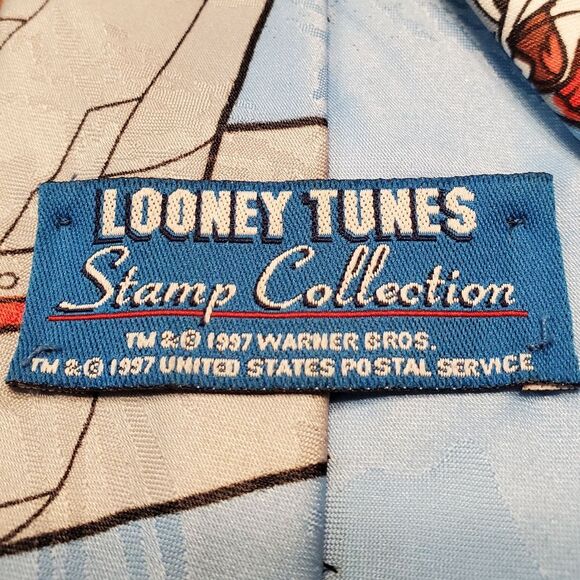 LOONEY TUNES
Stamp Collection
TM & © 1997 WARNER BROS.
TM & © 1997 UNITED STATES POSTAL SERVICE